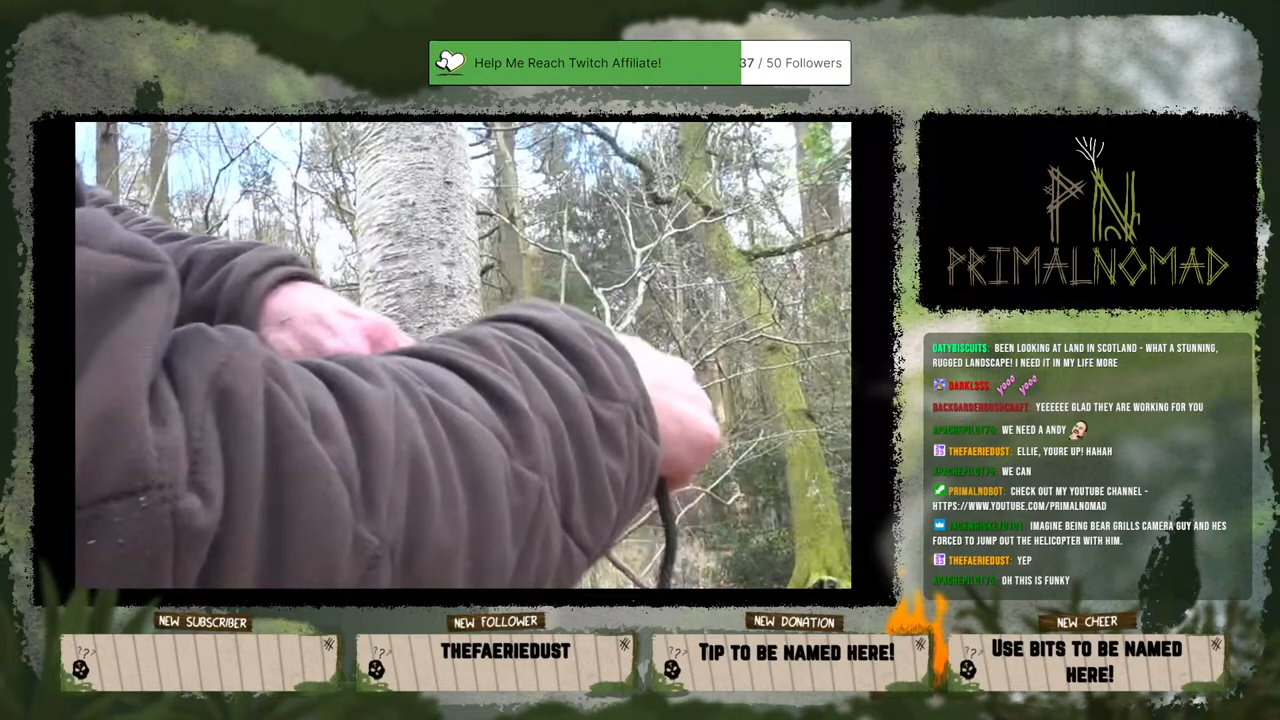 Help Me Reach Twitch Affiliate!
37 / 50 Followers
PN
PRIMALNOMAD
OATYBISCUITS: BEEN LOOKING AT LAND IN SCOTLAND - WHAT A STUNNING,
RUGGED LANDSCAPE! I NEED IT IN MY LIFE MORE
DARKL3SS: YOOO YOOO
BACKGARDENBUSHCRAFT: YEEEEEE GLAD THEY ARE WORKING FOR YOU
APACHEPILOT76: WE NEED A ANDY
THEFAERIEDUST: ELLIE, YOURE UP! HAHAH
APACHEPILOT76: WE CAN
PRIMALNOBOT: CHECK OUT MY YOUTUBE CHANNEL -
HTTPS://WWW.YOUTUBE.COM/PRIMALNOMAD
IMAGINE BEING BEAR GRILLS CAMERA GUY AND HES
FORCED TO JUMP OUT THE HELICOPTER WITH HIM.
THEFAERIEDUST: YEP
APACHEPILOT76: OH THIS IS FUNKY
NEW SUBSCRIBER
NEW FOLLOWER
THEFAERIEDUST
NEW DONATION
TIP TO BE NAMED HERE!
NEW CHEER
USE BITS TO BE NAMED
HERE!